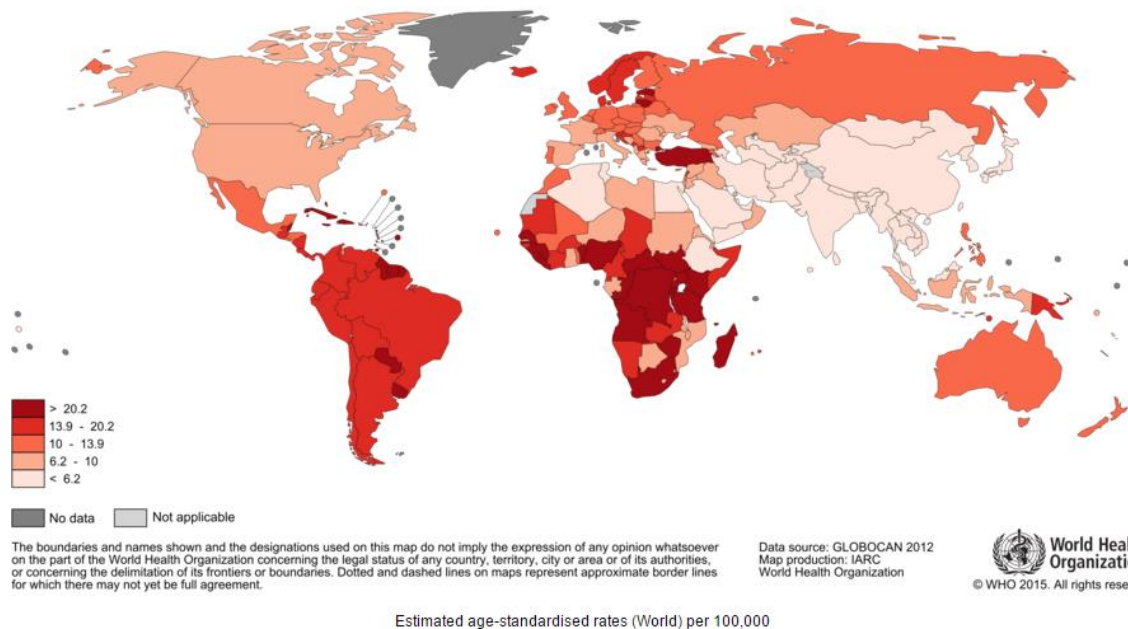 > 20.2
13.9 - 20.2
10 - 13.9
6.2 - 10
< 6.2
No data
Not applicable
The boundaries and names shown and the designations used on this map do not imply the expression of any opinion whatsoever
on the part of the World Health Organization concerning the legal status of any country, territory, city or area or of its authorities,
or concerning the delimitation of its frontiers or boundaries. Dotted and dashed lines on maps represent approximate border lines
for which there may not yet be full agreement.
Data source: GLOBOCAN 2012
Map production: IARC
World Health Organization
World Heal
Organizatio
© WHO 2015. All rights rese
Estimated age-standardised rates (World) per 100,000